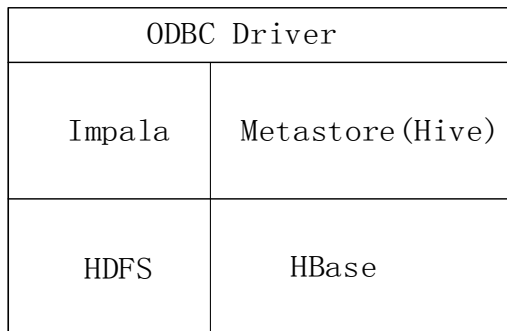 ODBC Driver
Impala
Metastore(Hive)
HDFS
HBase